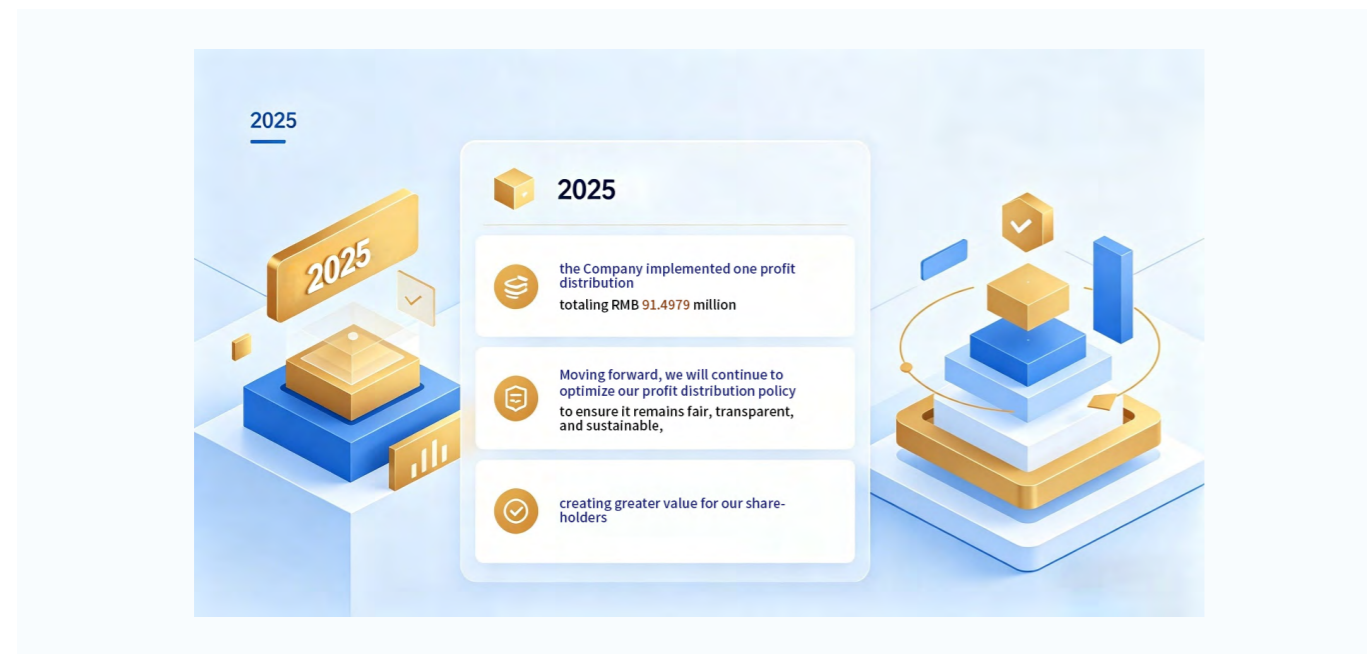 2025
2025
2025
the Company implemented one profit
distribution
totaling RMB 91.4979 million
Moving forward, we will continue to
optimize our profit distribution policy
to ensure it remains fair, transparent,
and sustainable,
creating greater value for our share-
holders